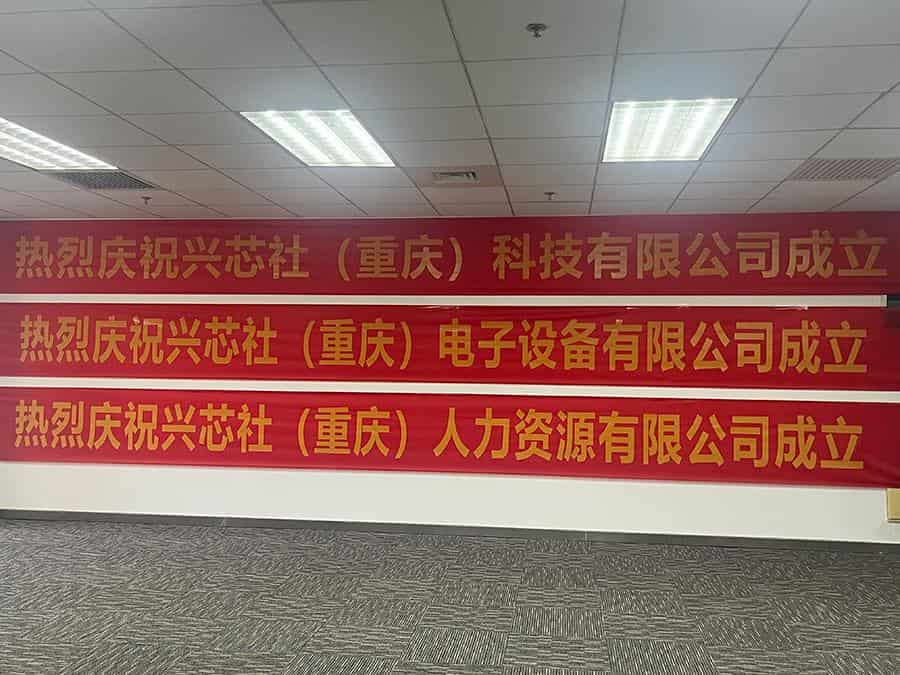 热烈庆祝兴芯社（重庆）科技有限公司成立
热烈庆祝兴芯社（重庆）电子设备有限公司成立
热烈庆祝兴芯社（重庆）人力资源有限公司成立